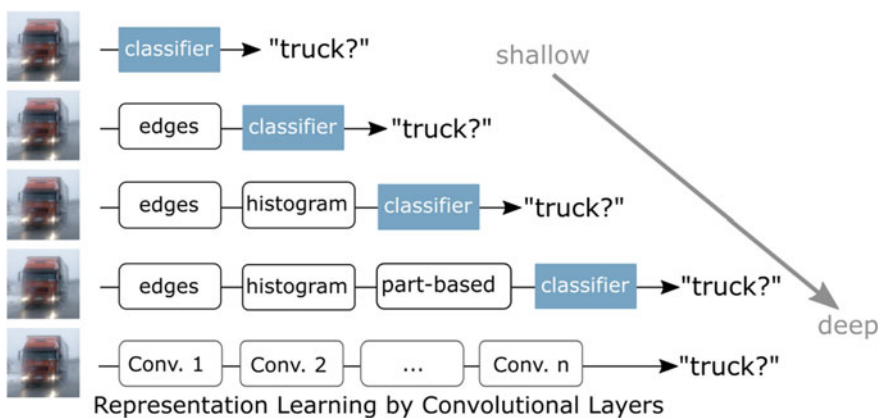 classifier "truck?"
shallow
edges classifier "truck?"
edges histogram classifier "truck?"
edges histogram part-based classifier "truck?"
deep
Conv. 1 Conv. 2 ... Conv. n "truck?"
Representation Learning by Convolutional Layers